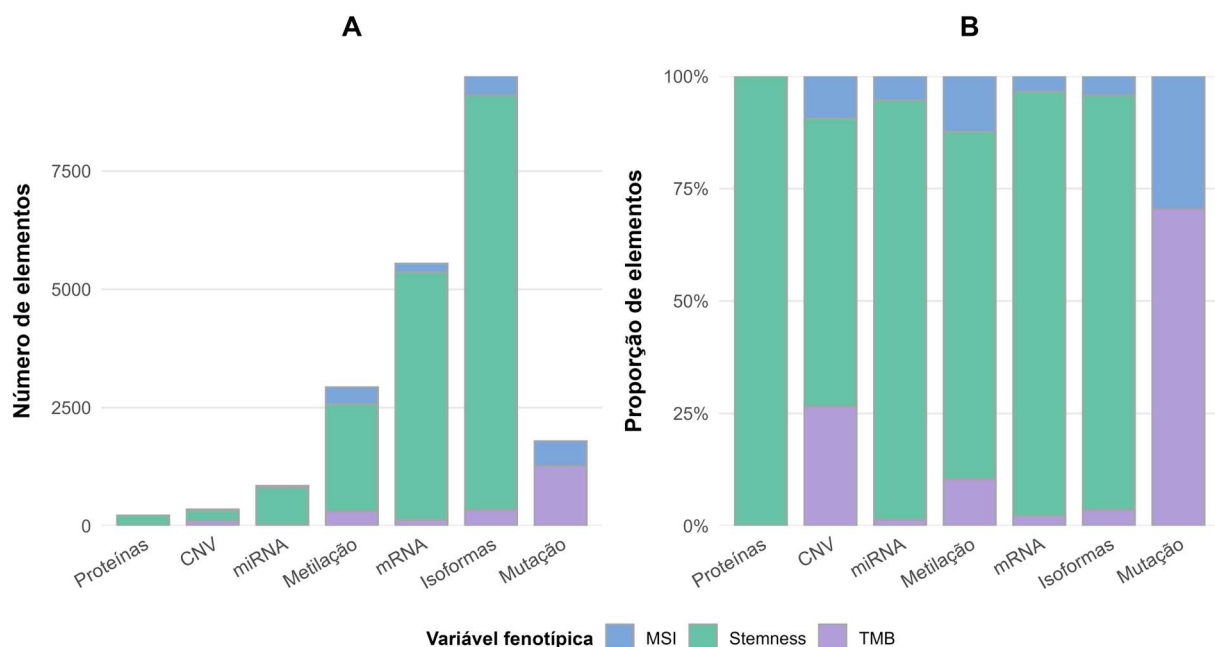 A
Número de elementos
7500
5000
2500
0
Proteínas
CNV
miRNA
Metilação
mRNA
Isoformas
Mutação
B
Proporção de elementos
100%
75%
50%
25%
0%
Proteínas
CNV
miRNA
Metilação
mRNA
Isoformas
Mutação
Variável fenotípica MSI Stemness TMB